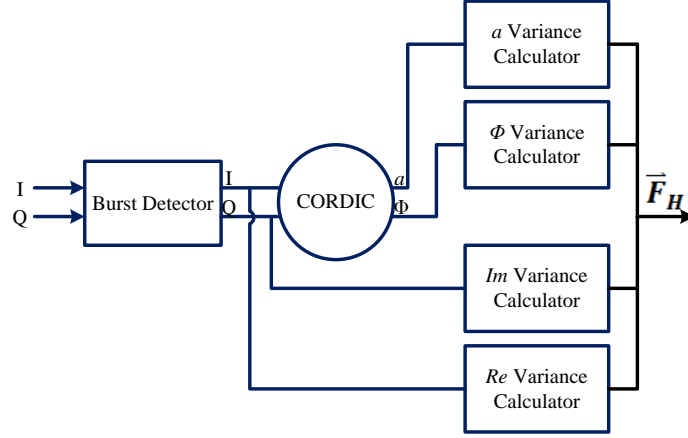 a Variance
Calculator
Φ Variance
Calculator
I
Q
Burst Detector
I
Q
CORDIC
a
Φ
F_H
Im Variance
Calculator
Re Variance
Calculator